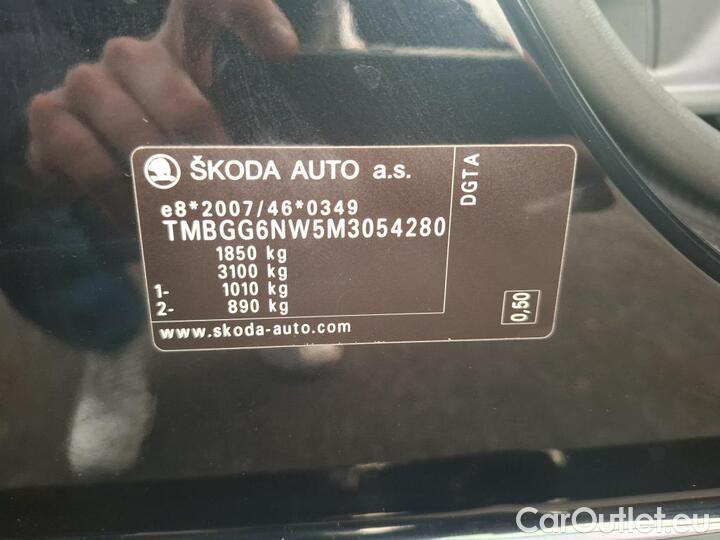 ŠKODA AUTO a.s.
e8*2007/46*0349
TMBGG6NW5M3054280
1850 kg
3100 kg
1- 1010 kg
2- 890 kg
www.skoda-auto.com
DGTA
0,50
CarOutlet.eu